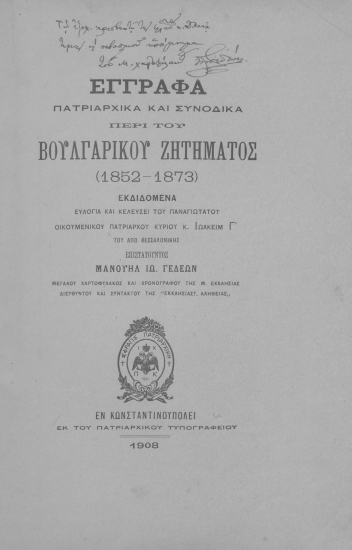 ΕΓΓΡΑΦΑ
ΠΑΤΡΙΑΡΧΙΚΑ ΚΑΙ ΣΥΝΟΔΙΚΑ
ΠΕΡΙ ΤΟΥ
ΒΟΥΛΓΑΡΙΚΟΥ ΖΗΤΗΜΑΤΟΣ
(1852-1873)
ΕΚΔΙΔΟΜΕΝΑ
ΕΥΛΟΓΙΑ ΚΑΙ ΚΕΛΕΥΣΕΙ ΤΟΥ ΠΑΝΑΓΙΩΤΑΤΟΥ
ΟΙΚΟΥΜΕΝΙΚΟΥ ΠΑΤΡΙΑΡΧΟΥ ΚΥΡΙΟΥ Κ. ΙΩΑΚΕΙΜ Γ΄
ΤΟΥ ΑΠΟ ΘΕΣΣΑΛΟΝΙΚΗΣ
ΕΠΙΣΤΑΤΟΥΝΤΟΣ
ΜΑΝΟΥΗΛ ΙΩ. ΓΕΔΕΩΝ
ΜΕΓΑΛΟΥ ΧΑΡΤΟΦΥΛΑΚΟΣ ΚΑΙ ΧΡΟΝΟΓΡΑΦΟΥ ΤΗΣ Μ. ΕΚΚΛΗΣΙΑΣ
ΔΙΕΥΘΥΝΤΟΥ ΚΑΙ ΣΥΝΤΑΚΤΟΥ ΤΗΣ "ΕΚΚΛΗΣΙΑΣΤ. ΑΛΗΘΕΙΑΣ,,
ΕΝ ΚΩΝΣΤΑΝΤΙΝΟΥΠΟΛΕΙ
ΕΚ ΤΟΥ ΠΑΤΡΙΑΡΧΙΚΟΥ ΤΥΠΟΓΡΑΦΕΙΟΥ
1908